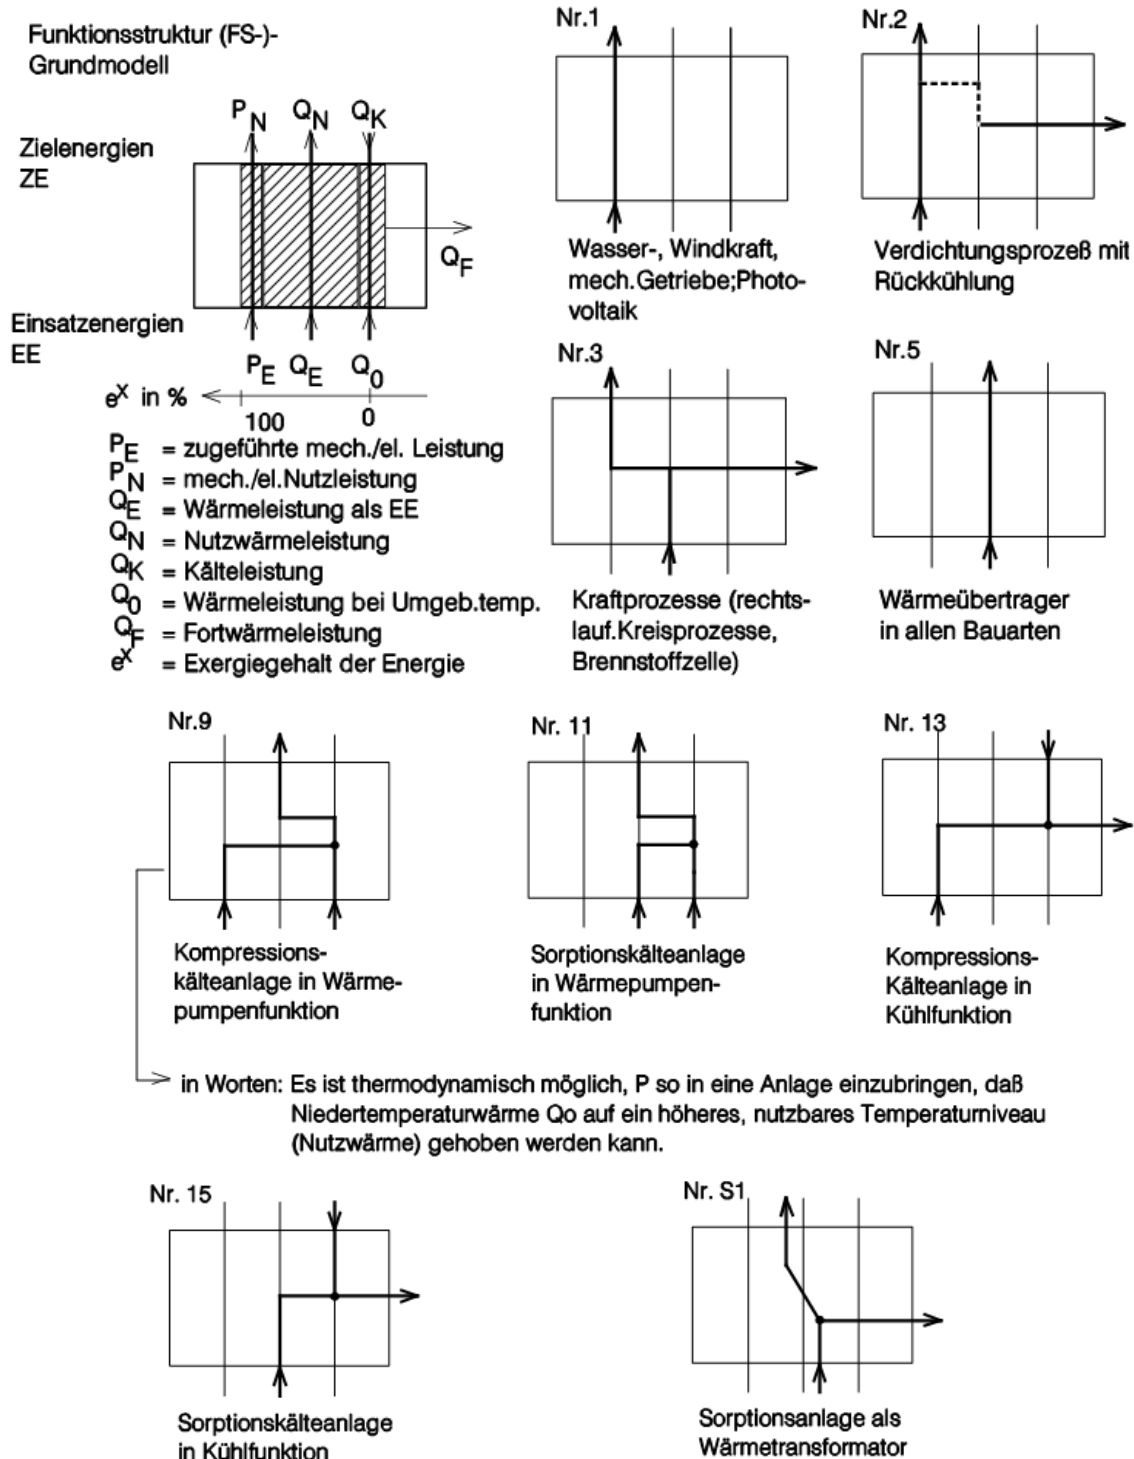 Funktionsstruktur (FS-)-
Grundmodell
Zielenergien
ZE
P N Q N Q K
Q F
Einsatzenergien
EE
P E Q E Q 0
e x in %
100 0
P E = zugeführte mech./el. Leistung
P N = mech./el.Nutzleistung
Q E = Wärmeleistung als EE
Q N = Nutzwärmeleistung
Q K = Kälteleistung
Q 0 = Wärmeleistung bei Umgeb.temp.
Q F = Fortwärmeleistung
e x = Exergiegehalt der Energie
Nr.1
Wasser-, Windkraft,
mech.Getriebe;Photo-
voltaik
Nr.2
Verdichtungsprozeß mit
Rückkühlung
Nr.3
Kraftprozesse (rechts-
lauf.Kreisprozesse,
Brennstoffzelle)
Nr.5
Wärmeübertrager
in allen Bauarten
Nr.9
Kompressions-
kälteanlage in Wärme-
pumpenfunktion
Nr. 11
Sorptionskälteanlage
in Wärmepumpen-
funktion
Nr. 13
Kompressions-
Kälteanlage in
Kühlfunktion
in Worten: Es ist thermodynamisch möglich, P so in eine Anlage einzubringen, daß
Niedertemperaturwärme Qo auf ein höheres, nutzbares Temperaturniveau
(Nutzwärme) gehoben werden kann.
Nr. 15
Sorptionskälteanlage
in Kühlfunktion
Nr. S1
Sorptionsanlage als
Wärmetransformator